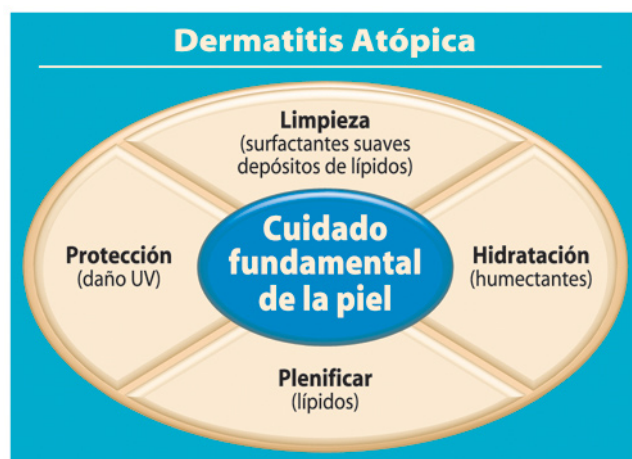 Dermatitis Atópica
Limpieza
(surfactantes suaves
depósitos de lípidos)
Protección
(daño UV)
Cuidado
fundamental
de la piel
Hidratación
(humectantes)
Plenificar
(lípidos)